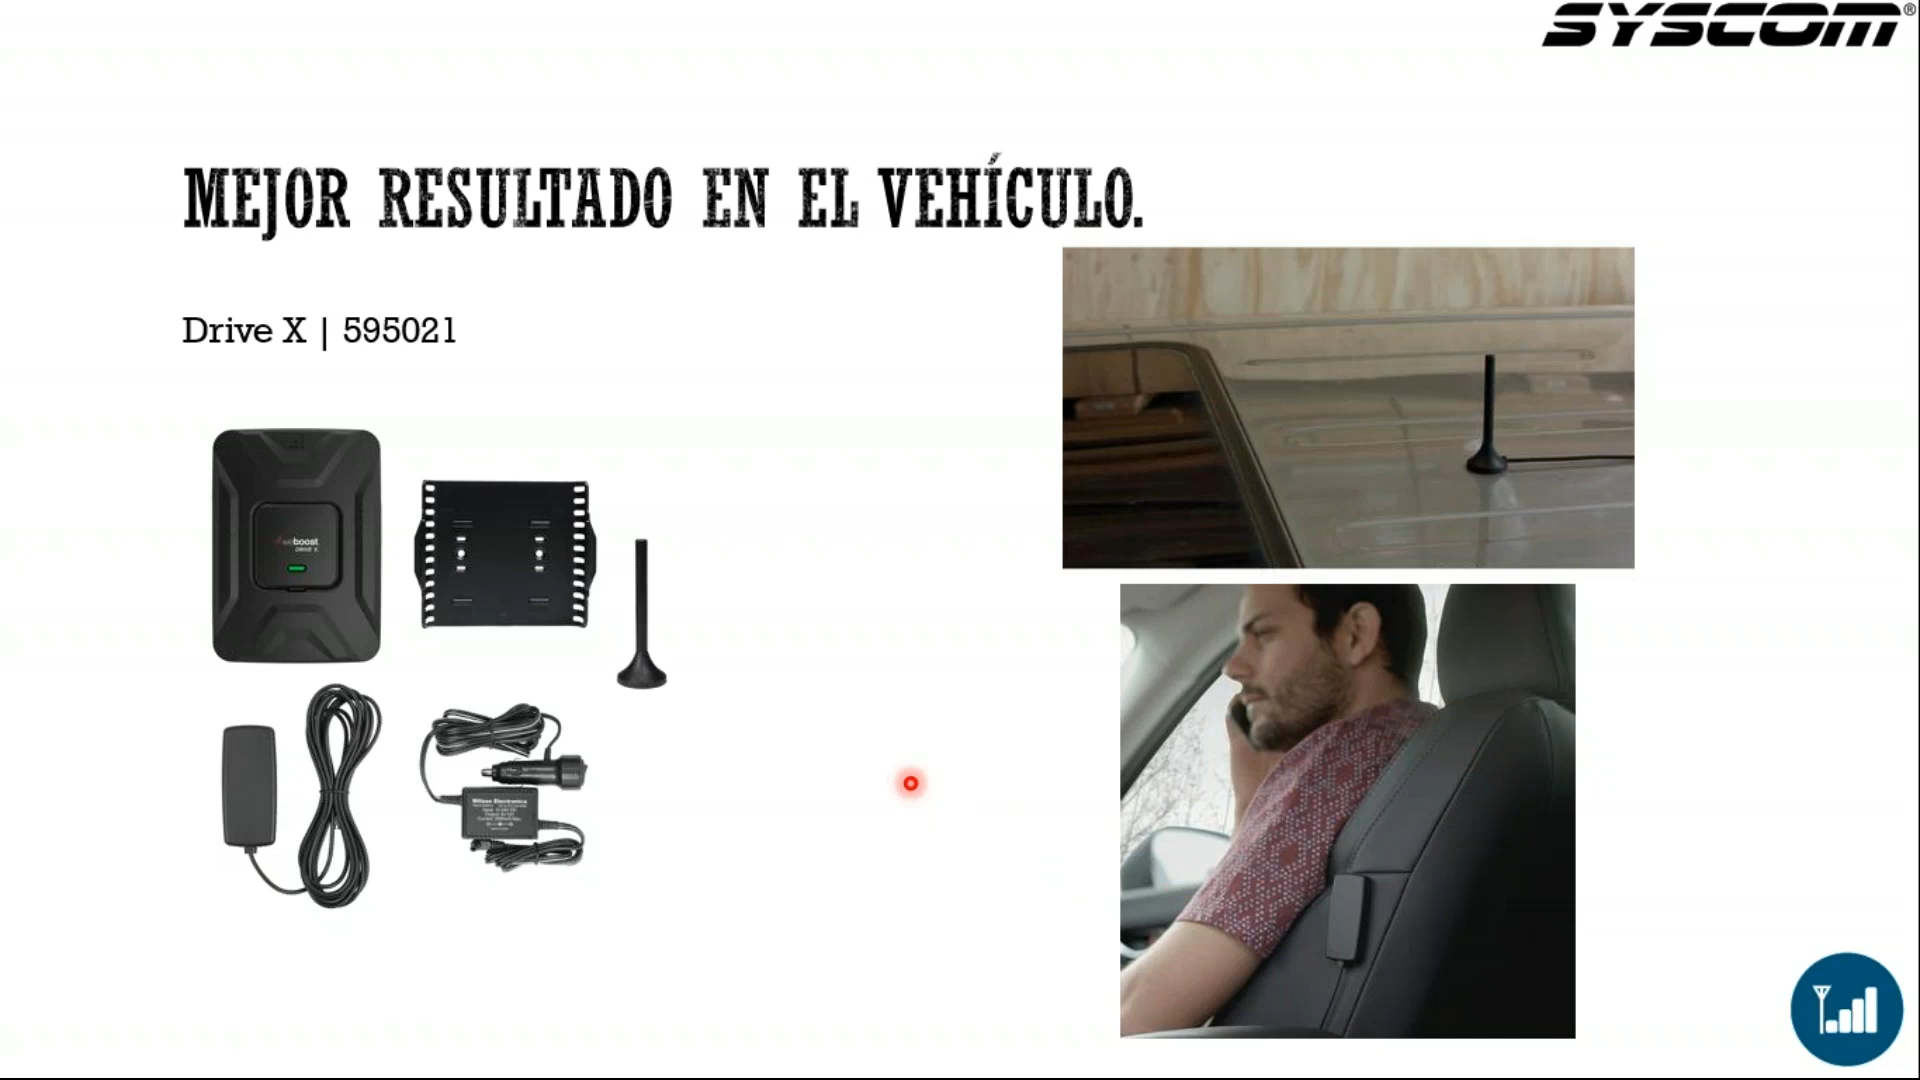 SYSCOM®
MEJOR RESULTADO EN EL VEHÍCULO.
Drive X | 595021
weboost
DRIVE X
Wilson Electronics